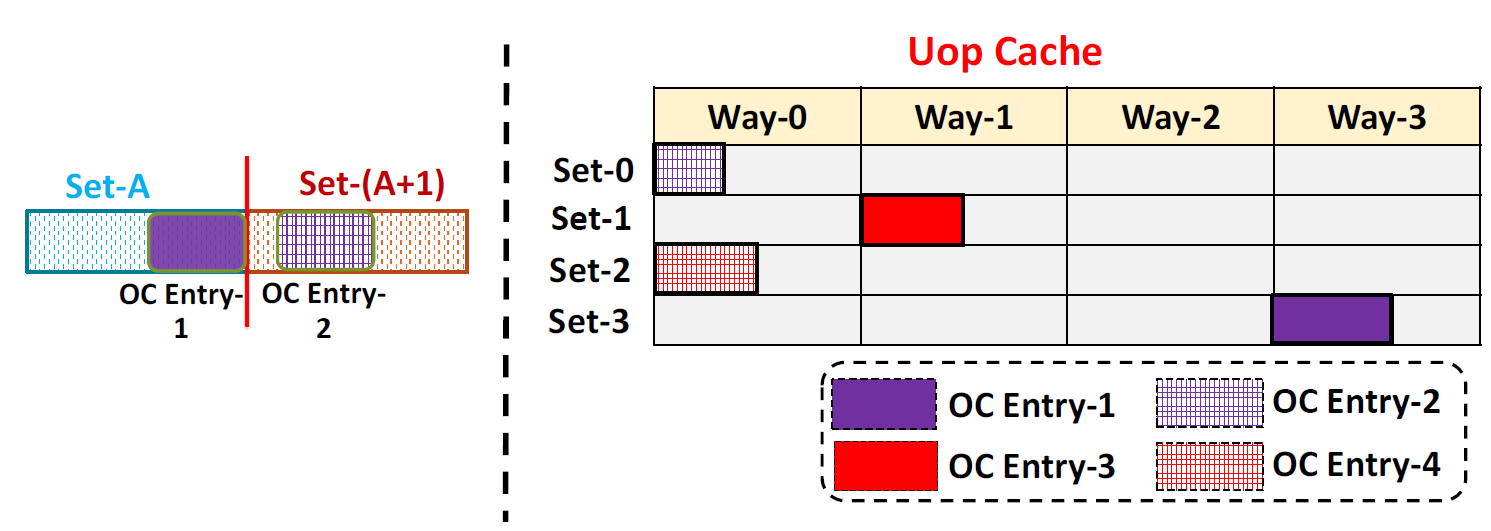 Set-A
Set-(A+1)
OC Entry-
1
OC Entry-
2
Uop Cache
Way-0
Way-1
Way-2
Way-3
Set-0
Set-1
Set-2
Set-3
OC Entry-1
OC Entry-2
OC Entry-3
OC Entry-4